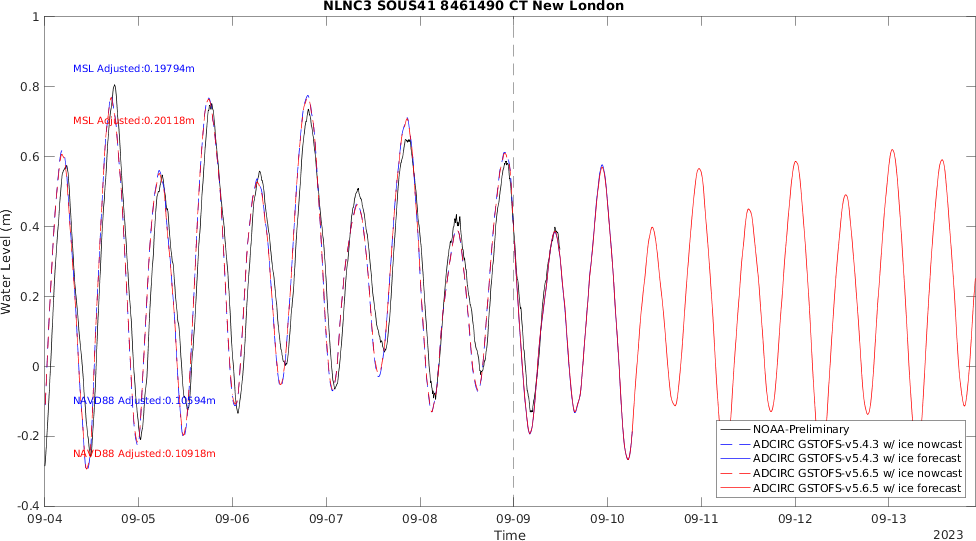 NLNC3 SOUS41 8461490 CT New London
Water Level (m)
1
0.8
0.6
0.4
0.2
0
-0.2
-0.4
MSL Adjusted:0.19794m
MSL Adjusted:0.20118m
NAVD88 Adjusted:0.10594m
NAVD88 Adjusted:0.10918m
NOAA-Preliminary
ADCIRC GSTOFS-v5.4.3 w/ ice nowcast
ADCIRC GSTOFS-v5.4.3 w/ ice forecast
ADCIRC GSTOFS-v5.6.5 w/ ice nowcast
ADCIRC GSTOFS-v5.6.5 w/ ice forecast
09-04 09-05 09-06 09-07 09-08 09-09 09-10 09-11 09-12 09-13
Time
2023